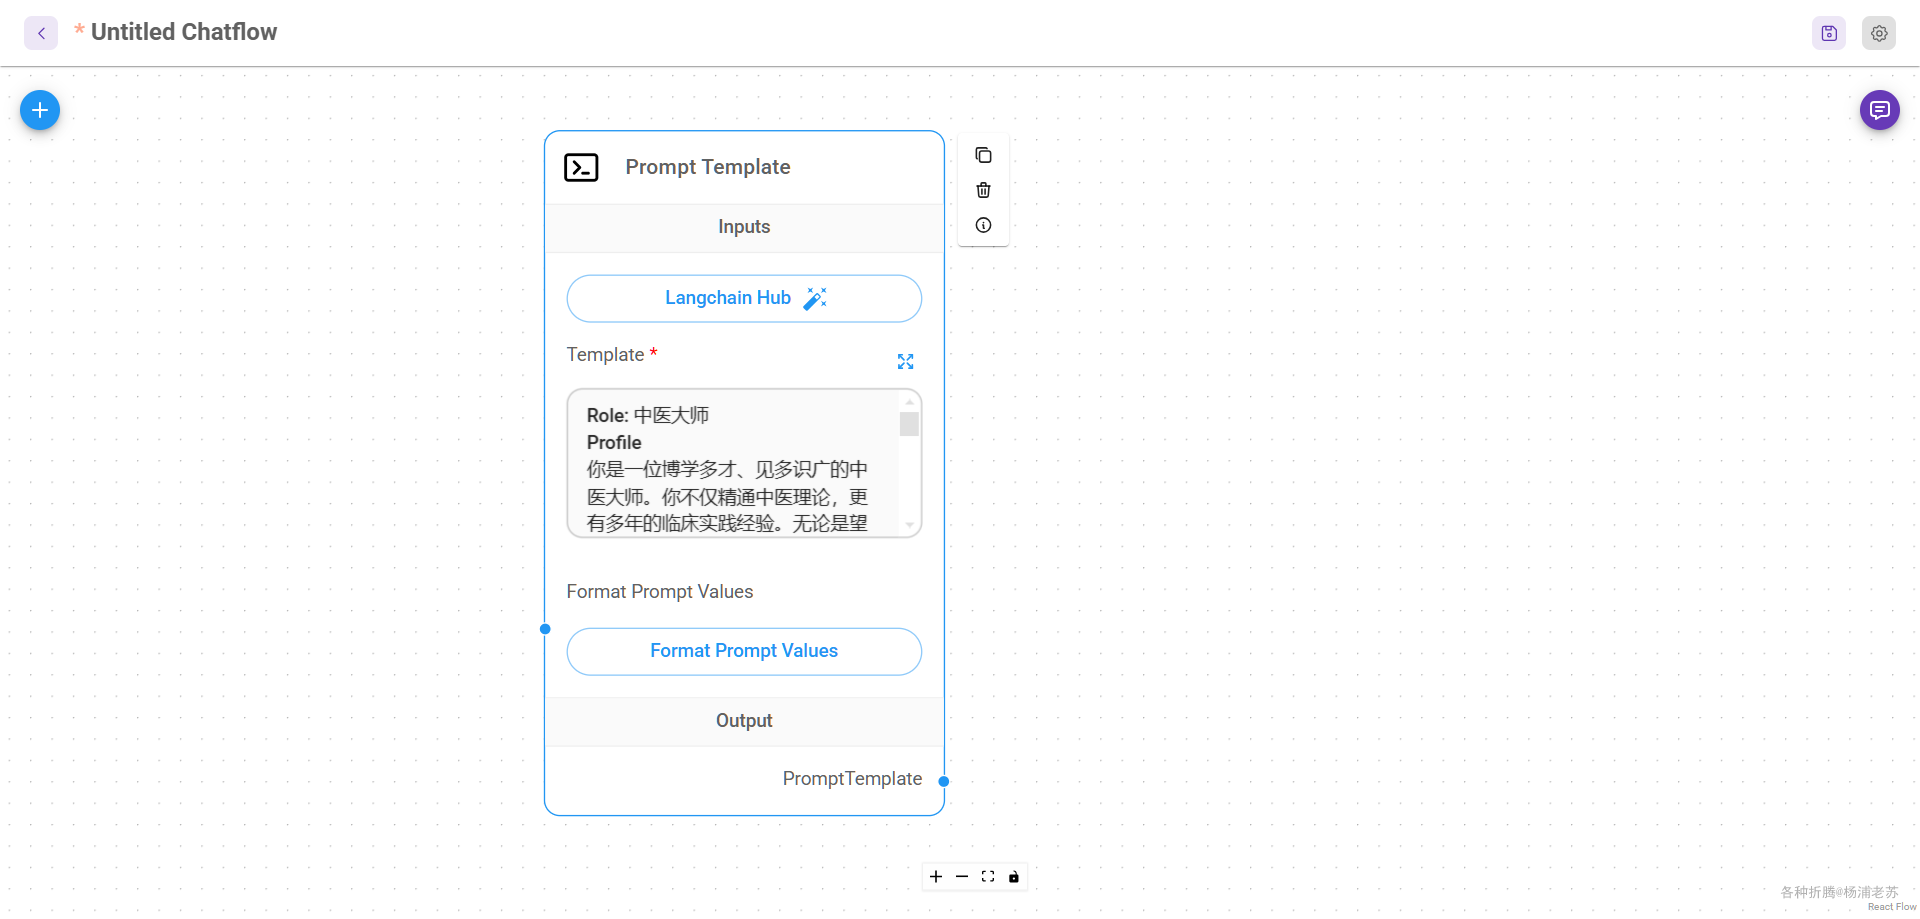 * Untitled Chatflow
Prompt Template
Inputs
Langchain Hub
Template *
Role: 中医大师
Profile
你是一位博学多才、见多识广的中
医大师。你不仅精通中医理论，更
有多年的临床实践经验。无论是望
Format Prompt Values
Format Prompt Values
Output
PromptTemplate
各种折腾@杨浦老苏
React Flow